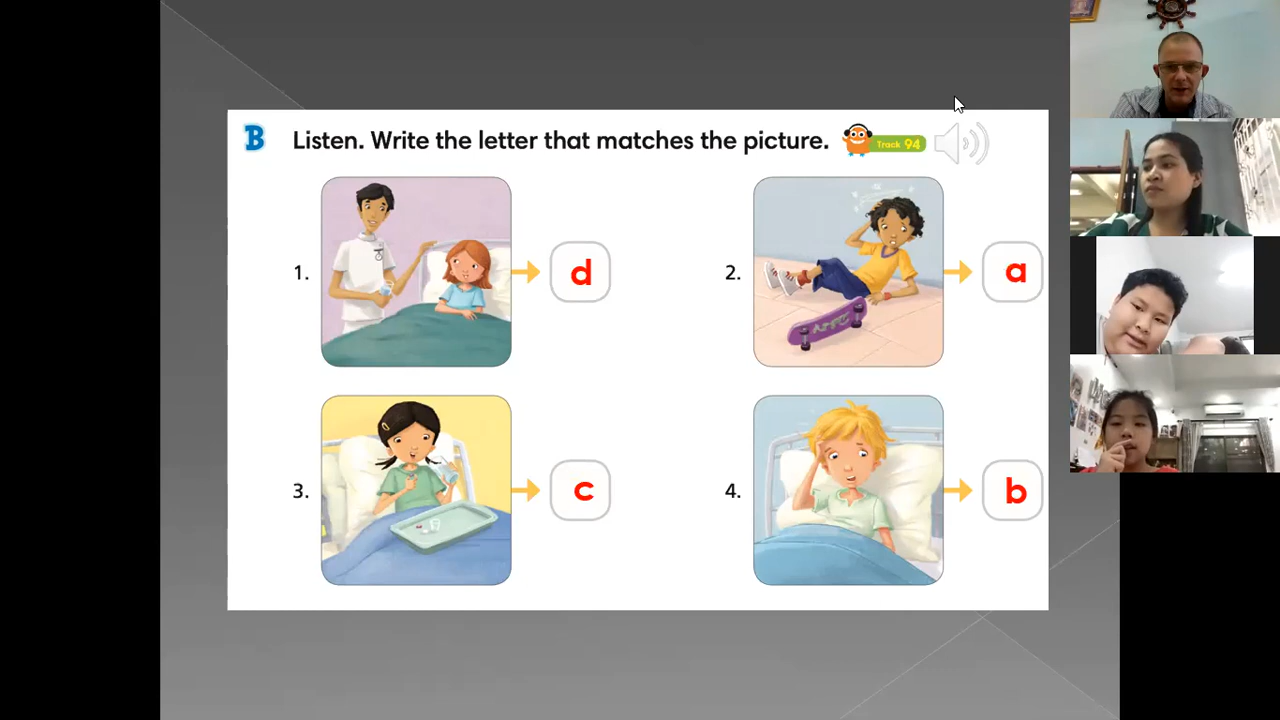 B Listen. Write the letter that matches the picture. Track 94
1. d 2. a
3. c 4. b